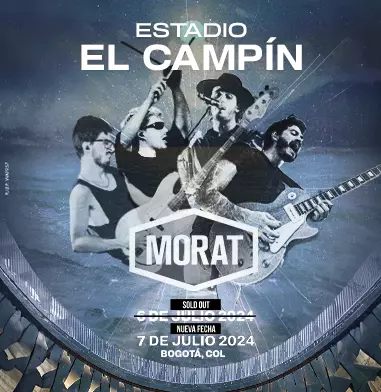 ESTADIO
EL CAMPÍN
MORAT
SOLD OUT
6 DE JULIO 2024
NUEVA FECHA
7 DE JULIO 2024
BOGOTÁ, COL